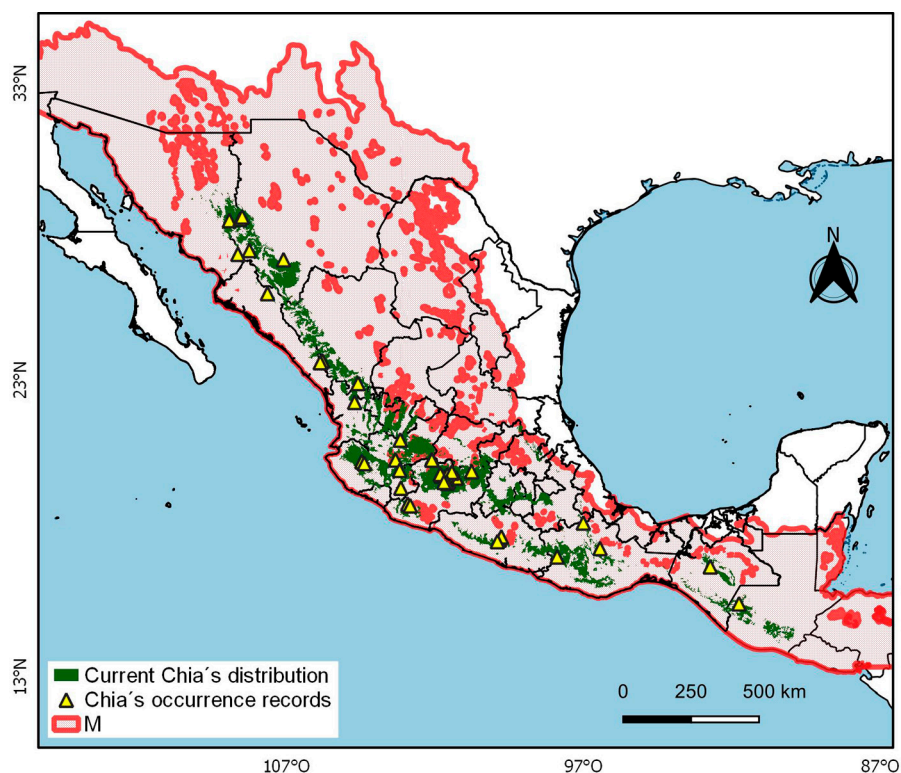 33°N
23°N
13°N
N
Current Chia´s distribution
Chia´s occurrence records
M
0 250 500 km
107°O 97°O 87°O